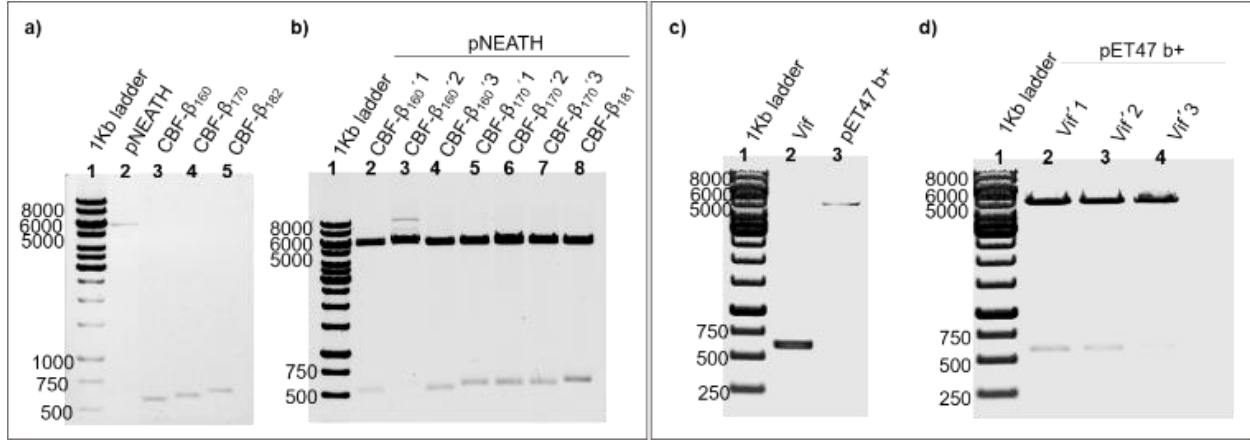 a)
1Kb ladder
pNEATH
CBF-β₁₆₀
CBF-β₁₇₀
CBF-β₁₈₂
1 2 3 4 5
8000
6000
5000
1000
750
500
b)
pNEATH
1Kb ladder
CBF-β₁₆₀´1
CBF-β₁₆₀´2
CBF-β₁₆₀´3
CBF-β₁₇₀´1
CBF-β₁₇₀´2
CBF-β₁₇₀´3
CBF-β₁₈₁
1 2 3 4 5 6 7 8
8000
6000
5000
750
500
c)
1Kb ladder
Vif
pET47 b+
1 2 3
8000
6000
5000
750
500
250
d)
pET47 b+
1Kb ladder
Vif´1
Vif´2
Vif´3
1 2 3 4
8000
6000
5000
750
500
250